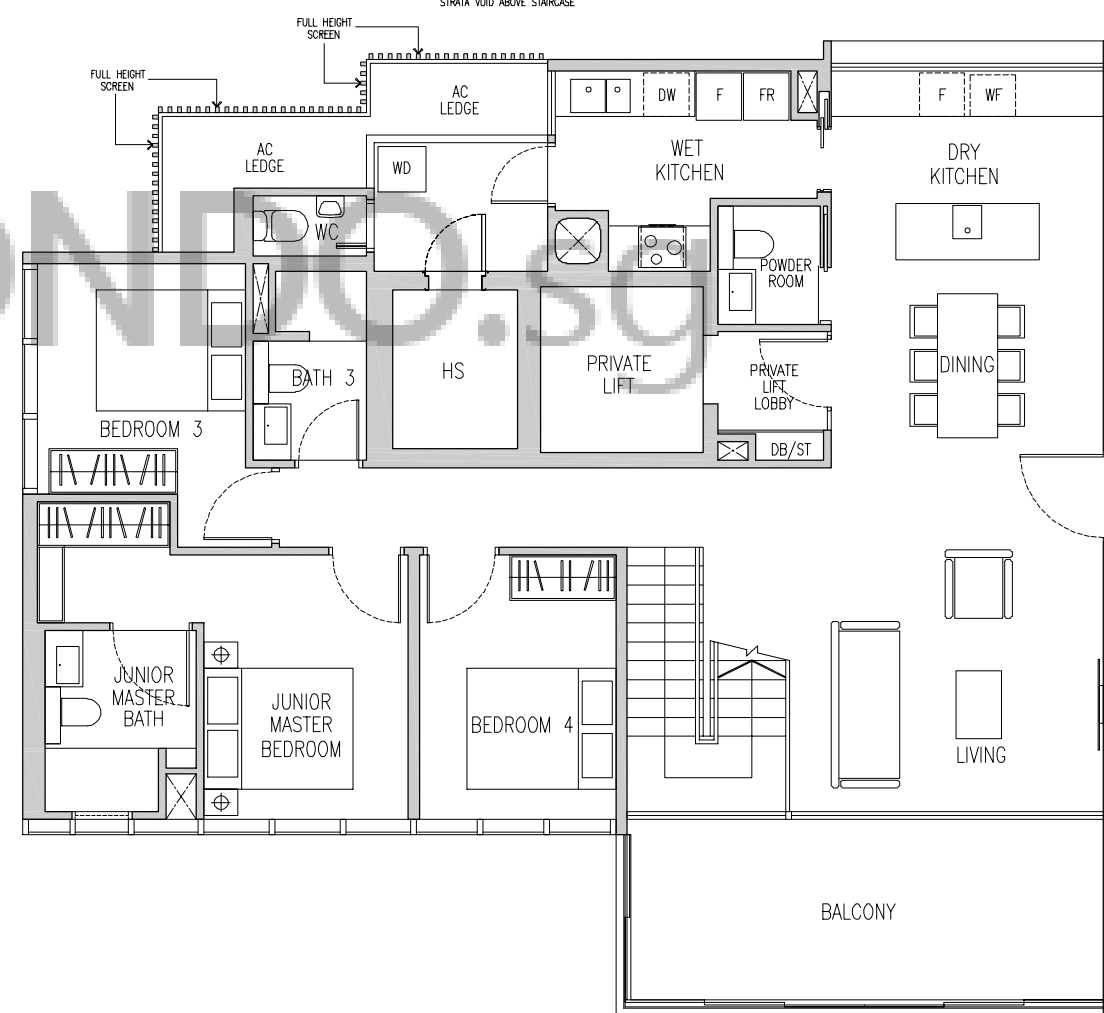 STRATA VOID ABOVE STAIRCASE
FULL HEIGHT
SCREEN
FULL HEIGHT
SCREEN
AC
LEDGE
AC
LEDGE
DW
F
FR
F
WF
WD
WET
KITCHEN
DRY
KITCHEN
WC
ONDO.sg
POWDER
ROOM
BATH 3
HS
PRIVATE
LIFT
PRIVATE
LIFT
LOBBY
DINING
BEDROOM 3
DB/ST
JUNIOR
MASTER
BATH
JUNIOR
MASTER
BEDROOM
BEDROOM 4
LIVING
BALCONY